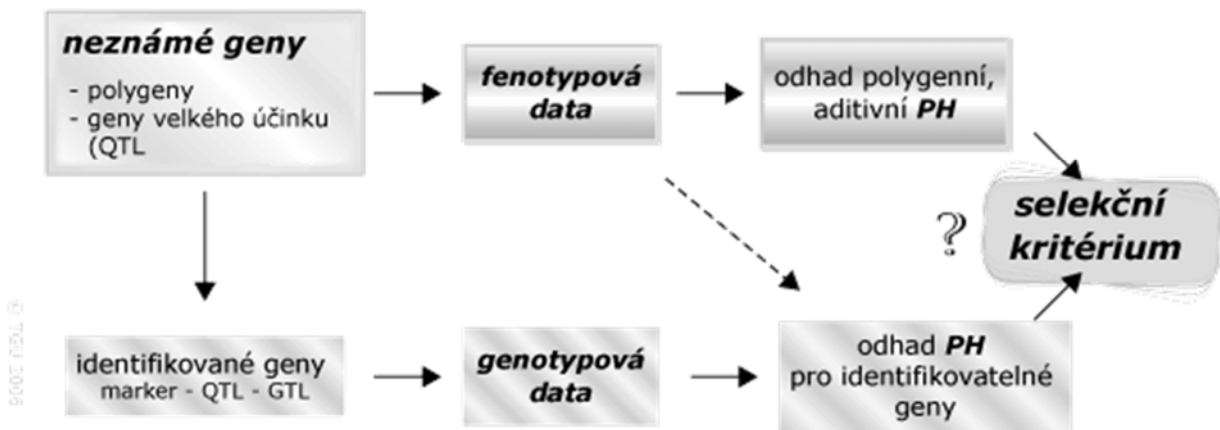 neznámé geny
- polygeny
- geny velkého účinku
(QTL
fenotypová
data
odhad polygenní,
aditivní PH
selekční
kritérium
?
identifikované geny
marker - QTL - GTL
genotypová
data
odhad PH
pro identifikovatelné
geny